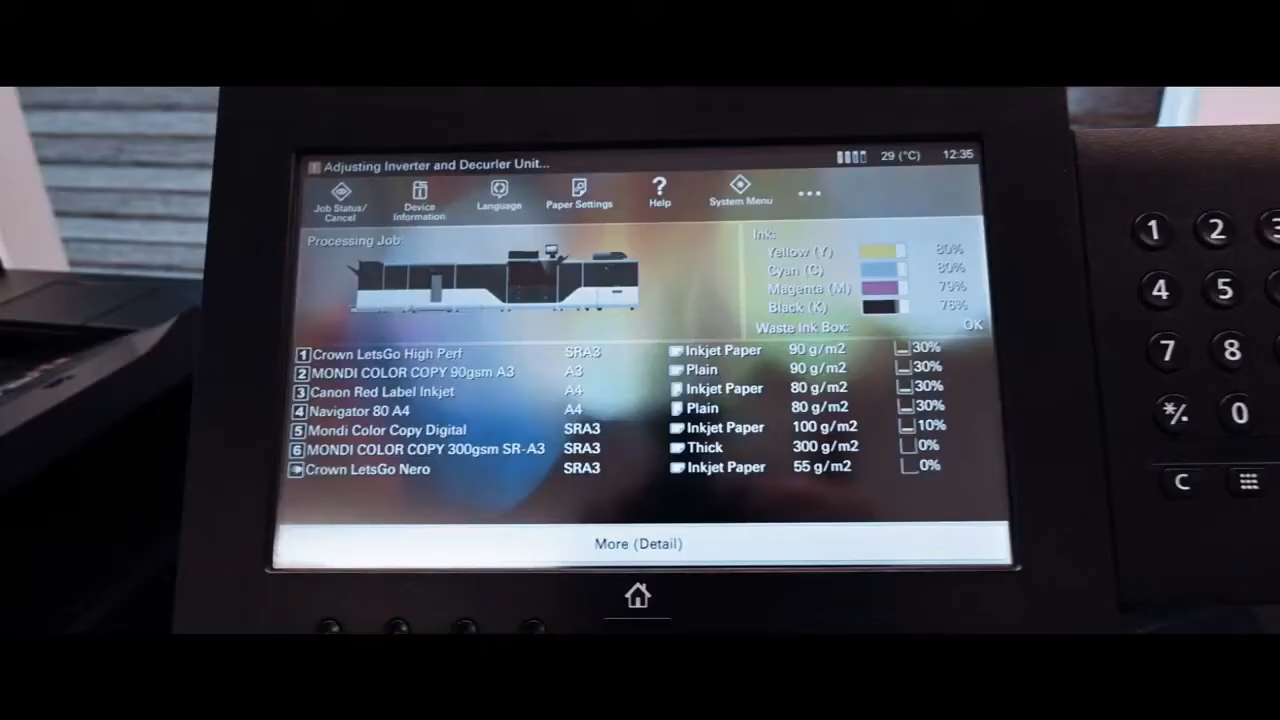 Adjusting Inverter and Decurler Unit...
29 (°C) 12:35
Job Status/
Cancel
Device
Information
Language
Paper Settings
Help
System Menu
Processing Job:
Ink:
Yellow (Y) 80%
Cyan (C) 80%
Magenta (M) 79%
Black (K) 76%
Waste Ink Box: OK
1 Crown LetsGo High Perf SRA3 Inkjet Paper 90 g/m2 30%
2 MONDI COLOR COPY 90gsm A3 A3 Plain 90 g/m2 30%
3 Canon Red Label Inkjet A4 Inkjet Paper 80 g/m2 30%
4 Navigator 80 A4 A4 Plain 80 g/m2 30%
5 Mondi Color Copy Digital SRA3 Inkjet Paper 100 g/m2 10%
6 MONDI COLOR COPY 300gsm SR-A3 SRA3 Thick 300 g/m2 0%
Crown LetsGo Nero SRA3 Inkjet Paper 55 g/m2 0%
More (Detail)
1 2 3
4 5
7 8
*/. 0
C